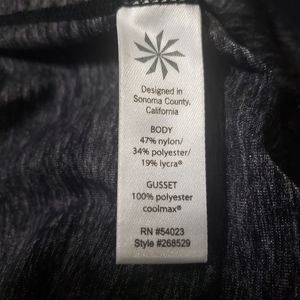 Designed in
Sonoma County,
California
BODY
47% nylon/
34% polyester/
19% lycra®
GUSSET
100% polyester
coolmax®
RN #54023
Style #268529